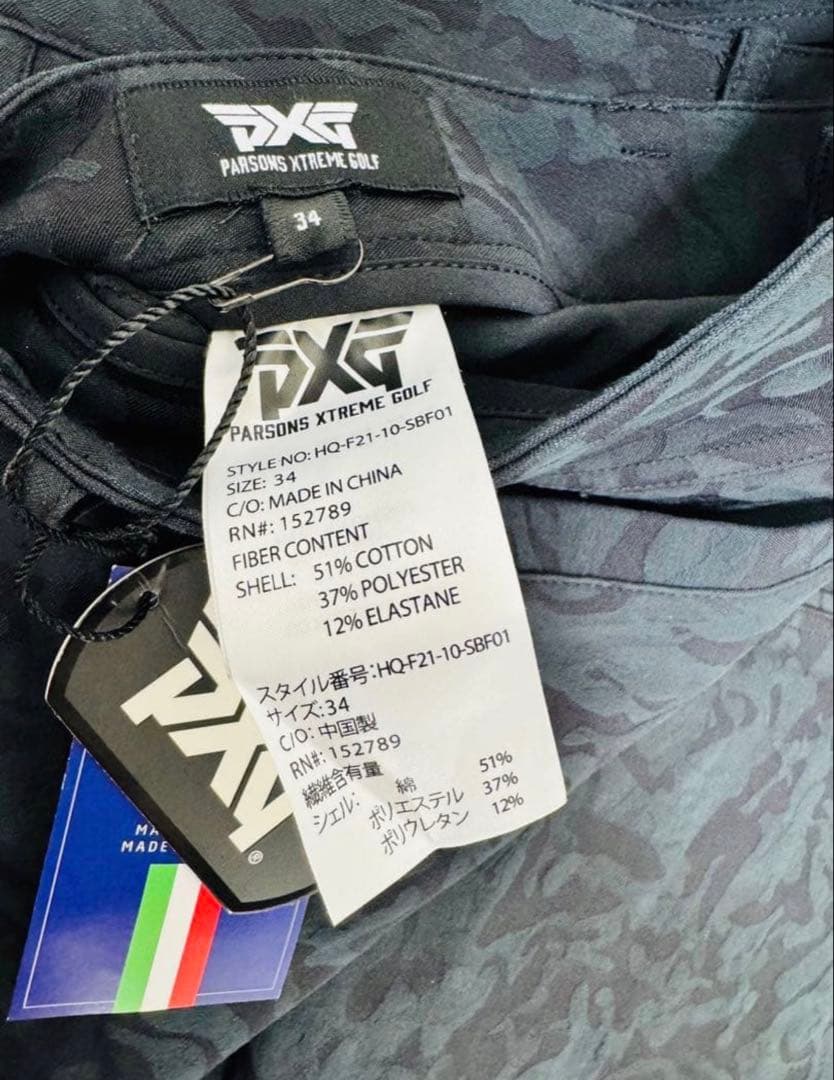 PXG
PARSONS XTREME GOLF
34
PXG
PARSONS XTREME GOLF
STYLE NO: HQ-F21-10-SBF01
SIZE: 34
C/O: MADE IN CHINA
RN#: 152789
FIBER CONTENT
SHELL: 51% COTTON
37% POLYESTER
12% ELASTANE
スタイル番号:HQ-F21-10-SBF01
サイズ:34
C/O: 中国製
RN#: 152789
繊維含有量
シェル: 綿 51%
ポリエステル 37%
ポリウレタン 12%
PXG
®
MADE